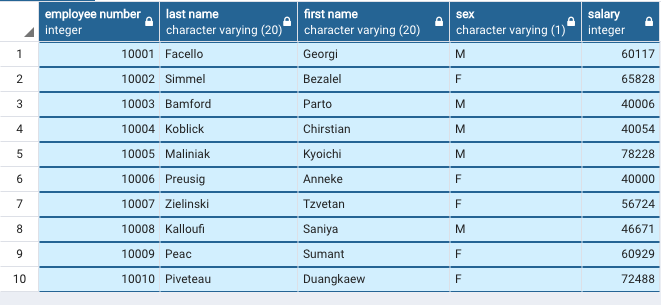 employee number last name first name sex salary
integer character varying (20) character varying (20) character varying (1) integer
1 10001 Facello Georgi M 60117
2 10002 Simmel Bezalel F 65828
3 10003 Bamford Parto M 40006
4 10004 Koblick Chirstian M 40054
5 10005 Maliniak Kyoichi M 78228
6 10006 Preusig Anneke F 40000
7 10007 Zielinski Tzvetan F 56724
8 10008 Kalloufi Saniya M 46671
9 10009 Peac Sumant F 60929
10 10010 Piveteau Duangkaew F 72488